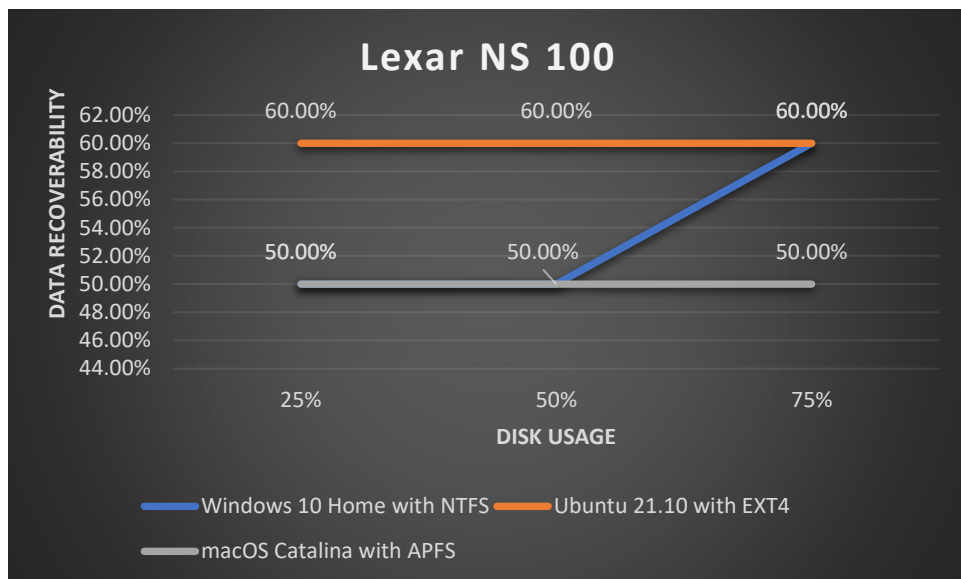 Lexar NS 100
DATA RECOVERABILITY
62.00%
60.00%
58.00%
56.00%
54.00%
52.00%
50.00%
48.00%
46.00%
44.00%
60.00% 60.00% 60.00%
50.00% 50.00% 50.00%
25% 50% 75%
DISK USAGE
Windows 10 Home with NTFS Ubuntu 21.10 with EXT4
macOS Catalina with APFS